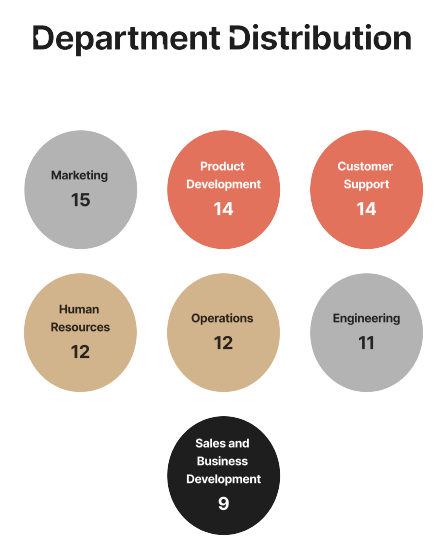 Department Distribution
Marketing
15
Product
Development
14
Customer
Support
14
Human
Resources
12
Operations
12
Engineering
11
Sales and
Business
Development
9